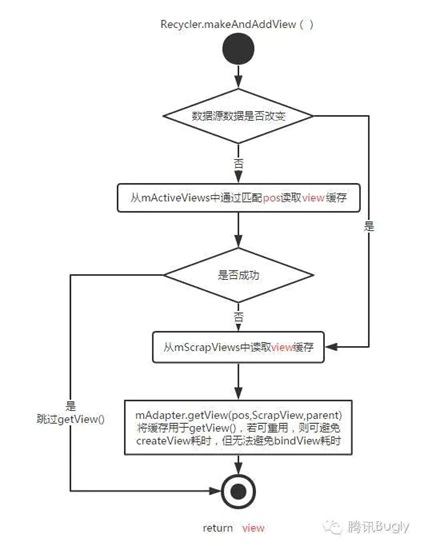 Recycler.makeAndAddView ( )
数据源数据是否改变
否
是
从mActiveViews中通过匹配pos读取view 缓存
是否成功
否
从mScrapViews中读取view缓存
是
跳过getView()
mAdapter.getView(pos,ScrapView,parent)
将缓存用于getView()，若可重用，则可避免
createView耗时，但无法避免bindView耗时
return view
腾讯Bugly